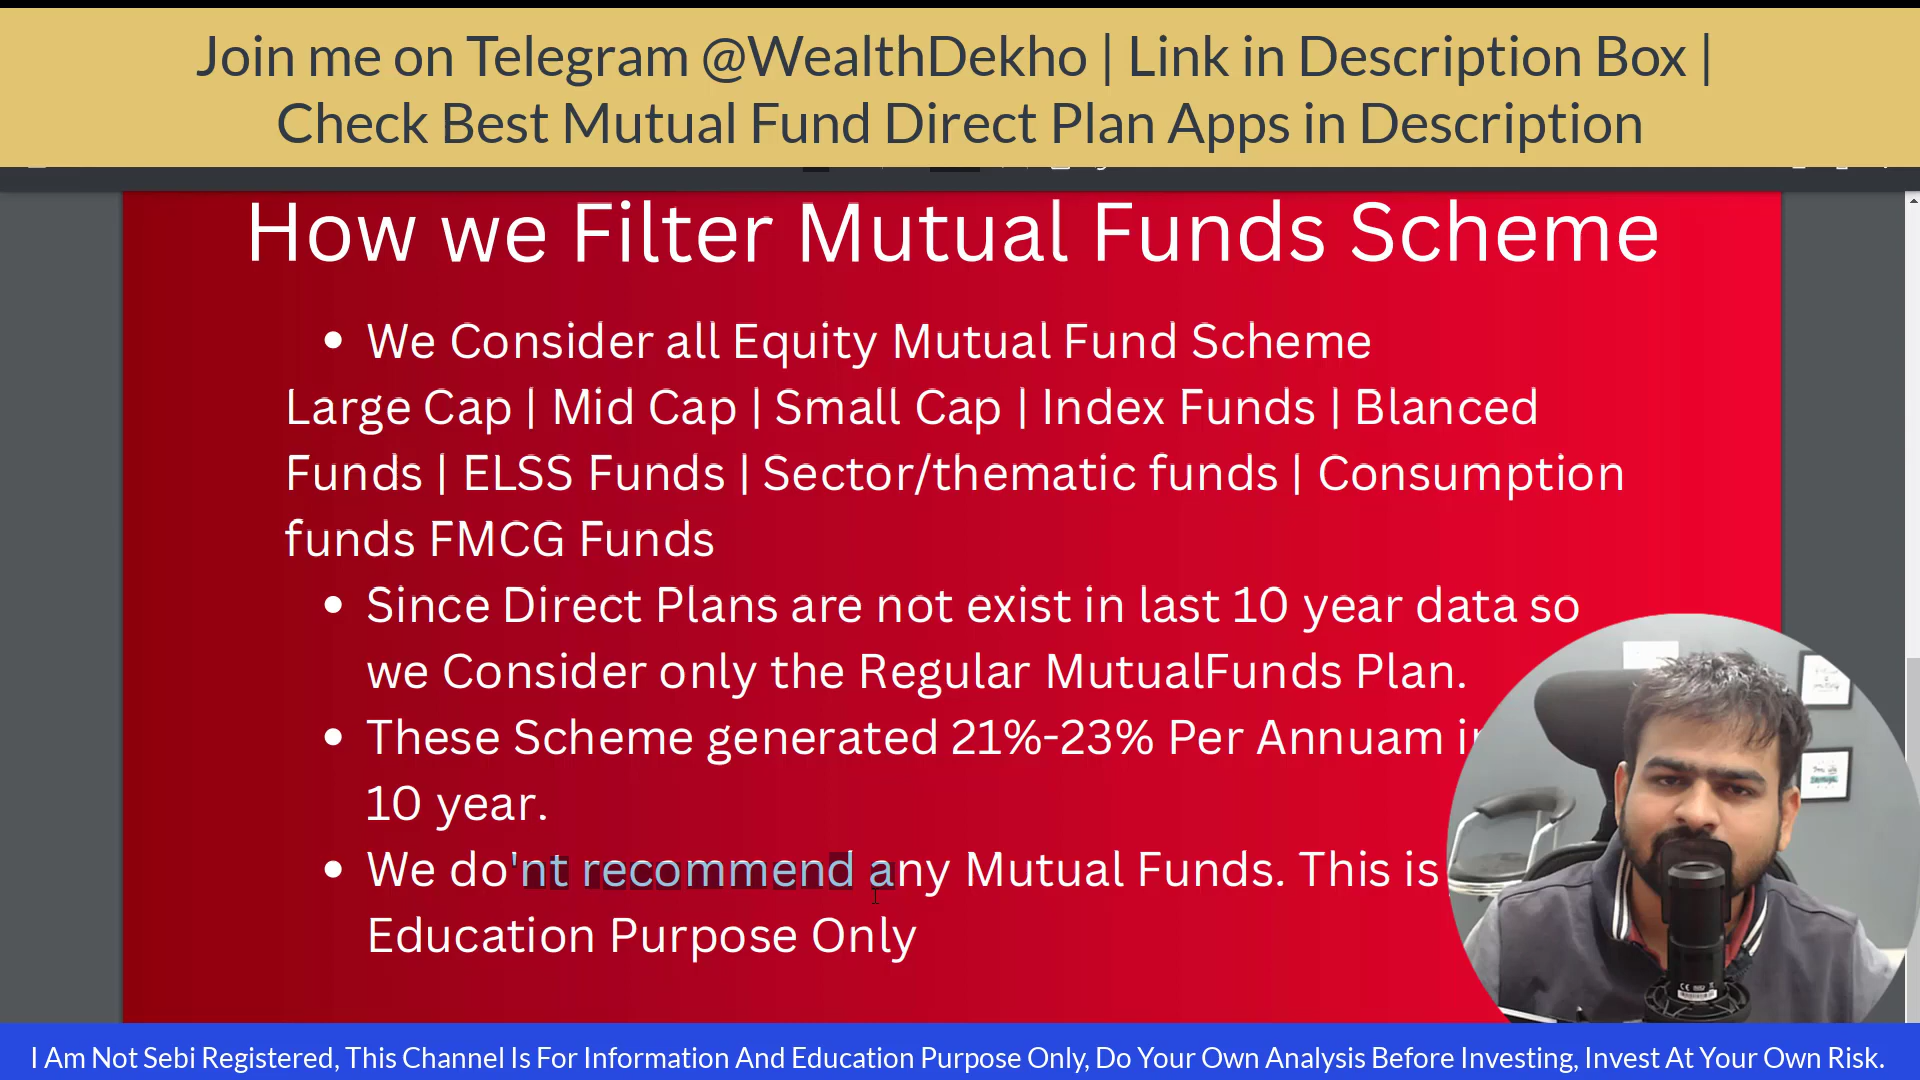 Join me on Telegram @WealthDekho | Link in Description Box |
Check Best Mutual Fund Direct Plan Apps in Description
How we Filter Mutual Funds Scheme
• We Consider all Equity Mutual Fund Scheme
Large Cap | Mid Cap | Small Cap | Index Funds | Blanced
Funds | ELSS Funds | Sector/thematic funds | Consumption
funds FMCG Funds
• Since Direct Plans are not exist in last 10 year data so
we Consider only the Regular MutualFunds Plan.
• These Scheme generated 21%-23% Per Annuam
10 year.
• We do'nt recommend any Mutual Funds. This is
Education Purpose Only
I Am Not Sebi Registered, This Channel Is For Information And Education Purpose Only, Do Your Own Analysis Before Investing, Invest At Your Own Risk.